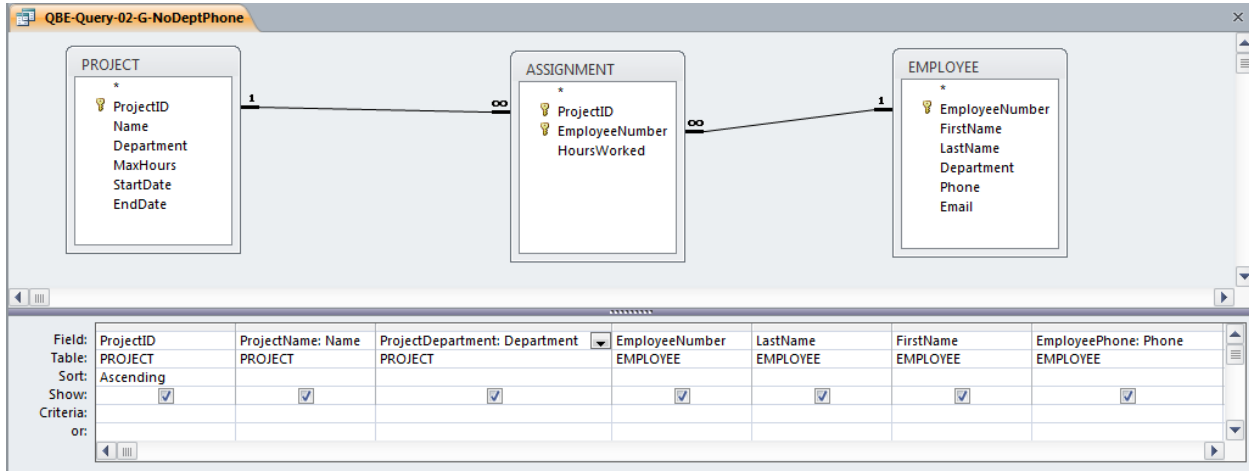 QBE-Query-02-G-NoDeptPhone
PROJECT
*
ProjectID
Name
Department
MaxHours
StartDate
EndDate
1
∞
ASSIGNMENT
*
ProjectID
EmployeeNumber
HoursWorked
∞
1
EMPLOYEE
*
EmployeeNumber
FirstName
LastName
Department
Phone
Email
Field: ProjectID ProjectName: Name ProjectDepartment: Department EmployeeNumber LastName FirstName EmployeePhone: Phone
Table: PROJECT PROJECT PROJECT EMPLOYEE EMPLOYEE EMPLOYEE EMPLOYEE
Sort: Ascending
Show:
Criteria:
or: